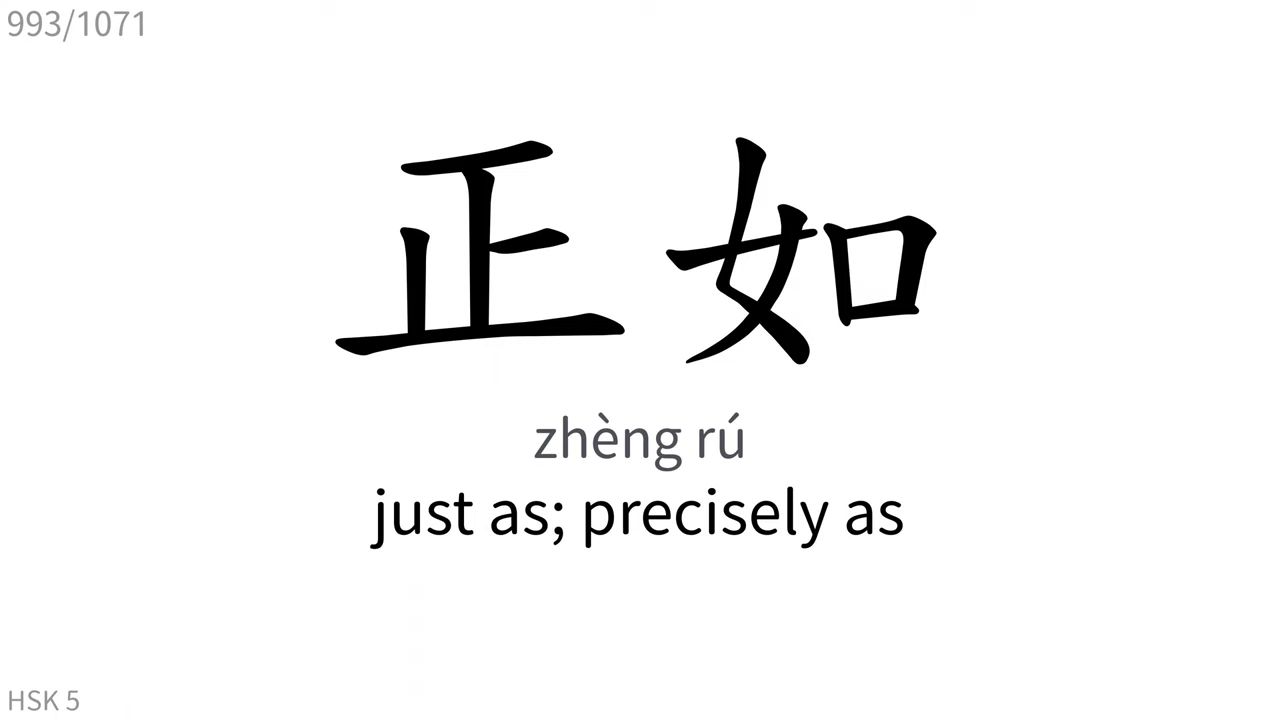 993/1071
正如
zhèng rú
just as; precisely as
HSK 5